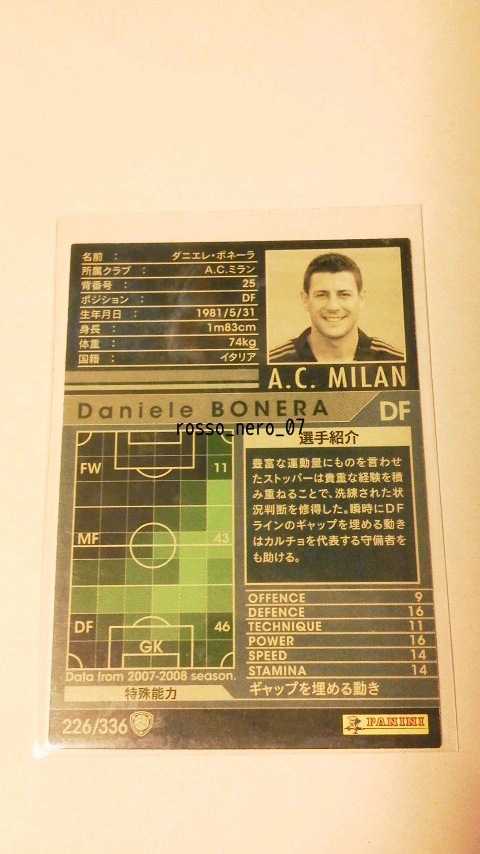 名前 : ダニエレ・ボネーラ
所属クラブ : A.C.ミラン
背番号 : 25
ポジション : DF
生年月日 : 1981/5/31
身長 : 1m83cm
体重 : 74kg
国籍 : イタリア
A.C. MILAN
Daniele BONERA DF
rosso_nero_07
選手紹介
FW 11
MF 43
DF 46
GK
Data from 2007-2008 season.
豊富な運動量にものを言わせ
たストッパーは貴重な経験を積
み重ねることで、洗練された状
況判断を修得した。瞬時にDF
ラインのギャップを埋める動き
はカルチョを代表する守備者を
も助ける。
OFFENCE 9
DEFENCE 16
TECHNIQUE 11
POWER 16
SPEED 14
STAMINA 14
特殊能力 ギャップを埋める動き
226/336
PANINI